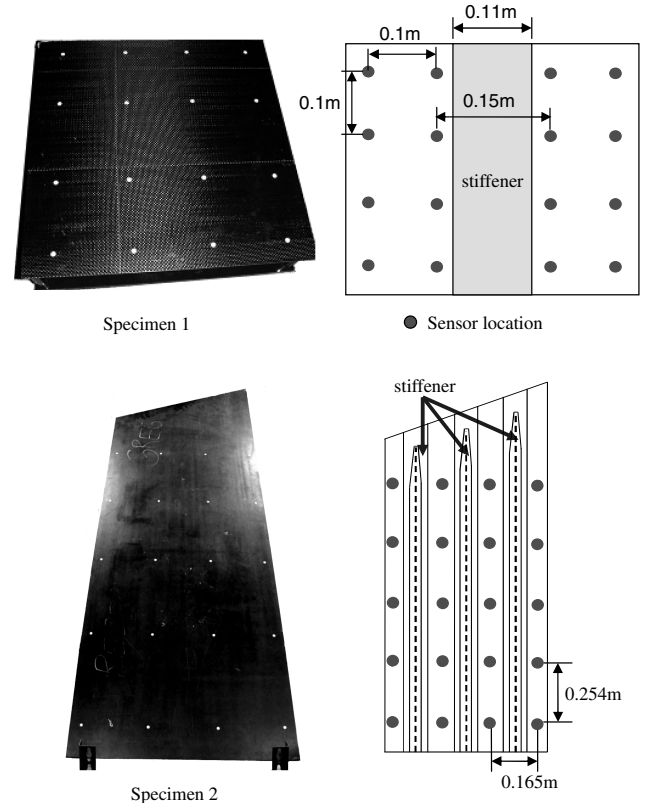 0.11m
0.1m
0.1m
0.15m
stiffener
Specimen 1
Sensor location
stiffener
GREG
0.254m
0.165m
Specimen 2